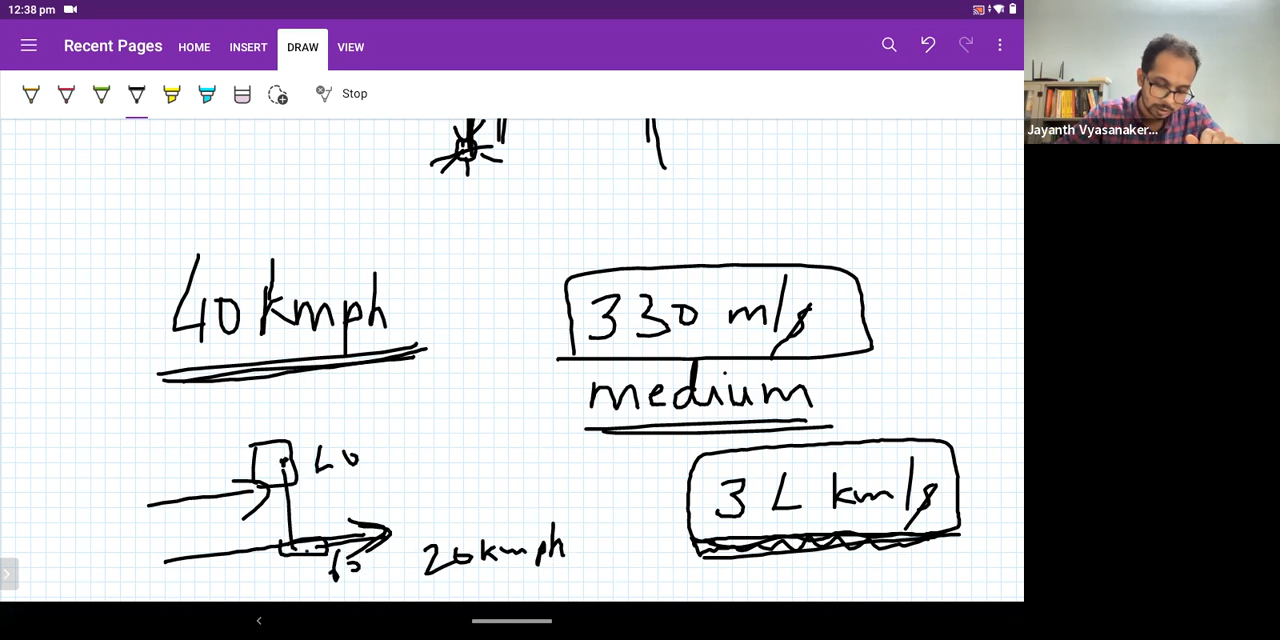 12:38 pm
Recent Pages HOME INSERT DRAW VIEW
Stop
Jayanth Vyasanaker...
40 kmph
330 m/s
medium
3 L km/s
20 kmph